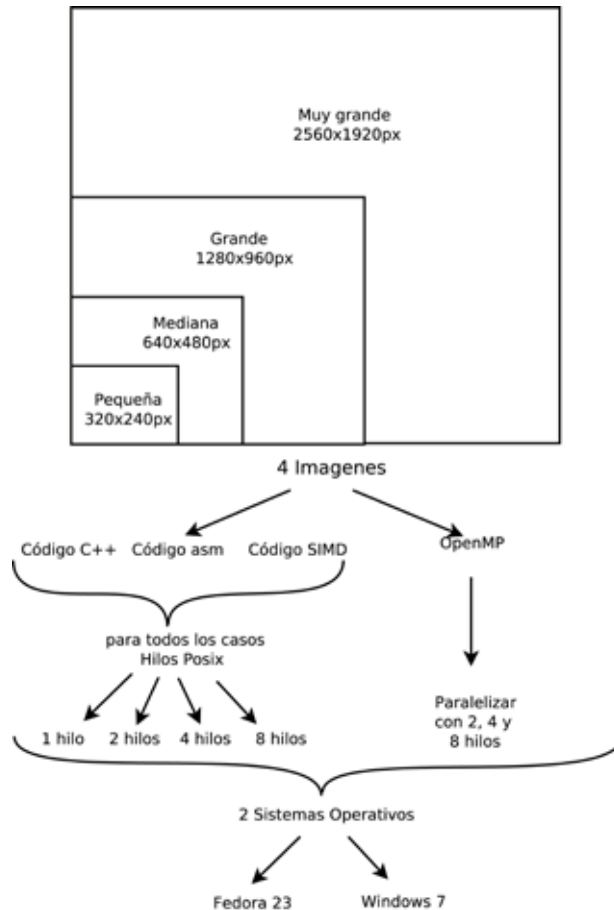 Muy grande
2560x1920px
Grande
1280x960px
Mediana
640x480px
Pequeña
320x240px
4 Imagenes
Código C++
Código asm
Código SIMD
OpenMP
para todos los casos
Hilos Posix
1 hilo
2 hilos
4 hilos
8 hilos
Paralelizar
con 2, 4 y
8 hilos
2 Sistemas Operativos
Fedora 23
Windows 7